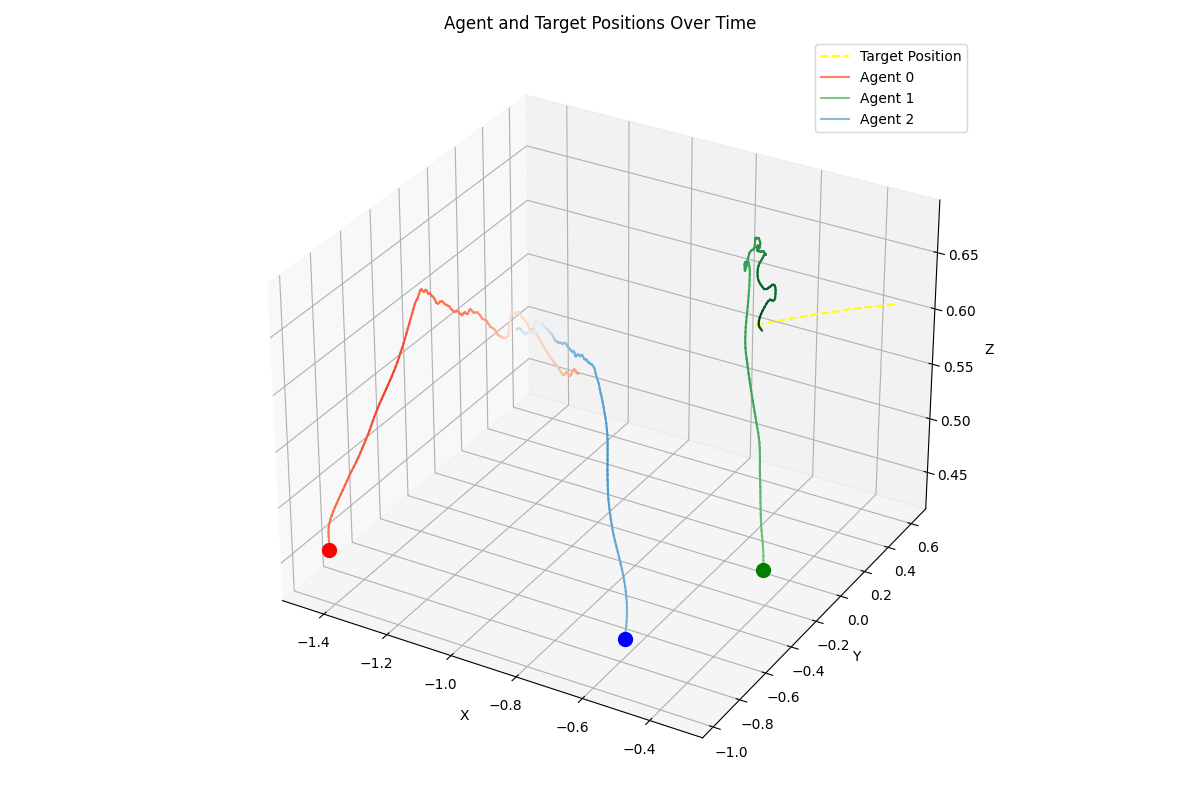 Agent and Target Positions Over Time
Target Position
Agent 0
Agent 1
Agent 2
0.65
0.60
Z
0.55
0.50
0.45
0.6
0.4
0.2
0.0
−0.2
Y
−0.4
−0.6
−0.8
−1.0
−1.4
−1.2
−1.0
−0.8
X
−0.6
−0.4